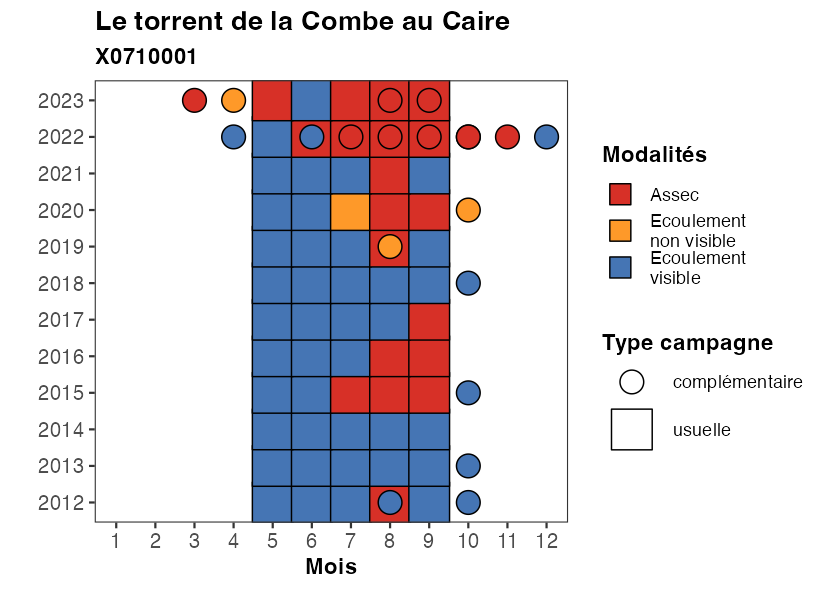 Le torrent de la Combe au Caire
X0710001
2023
2022
2021
2020
2019
2018
2017
2016
2015
2014
2013
2012
1 2 3 4 5 6 7 8 9 10 11 12
Mois
Modalités
Assec
Ecoulement
non visible
Ecoulement
visible
Type campagne
complémentaire
usuelle